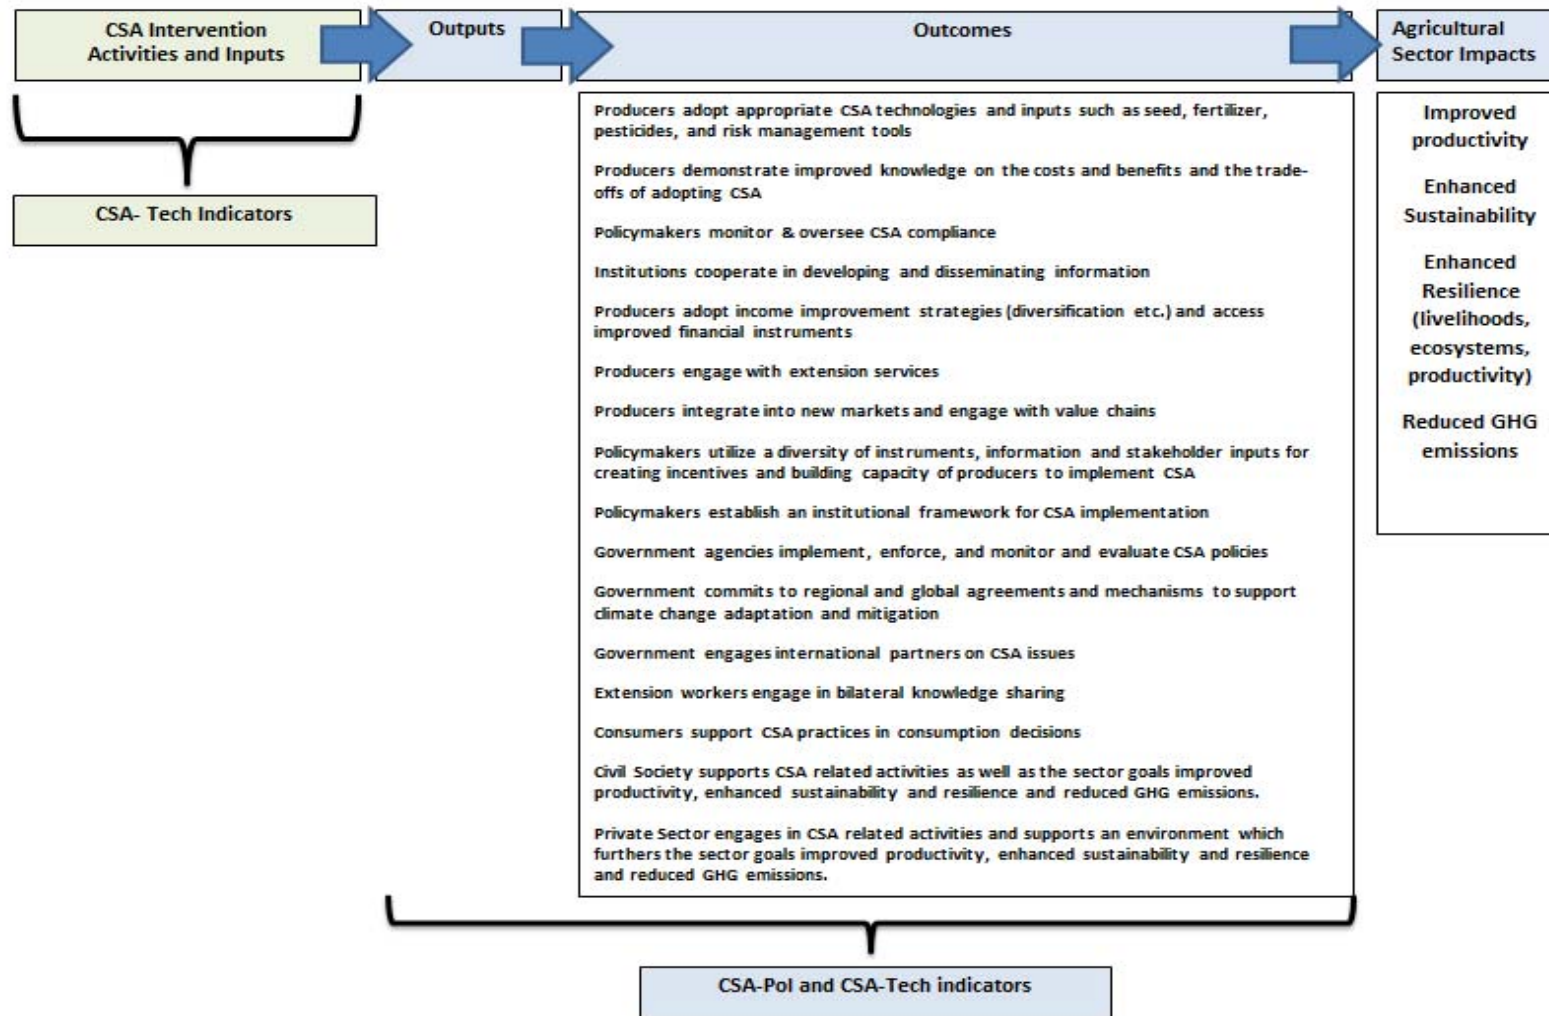 CSA Intervention
Activities and Inputs
Outputs
Outcomes
Agricultural
Sector Impacts
CSA- Tech Indicators
Producers adopt appropriate CSA technologies and inputs such as seed, fertilizer,
pesticides, and risk management tools
Producers demonstrate improved knowledge on the costs and benefits and the trade-
offs of adopting CSA
Policymakers monitor & oversee CSA compliance
Institutions cooperate in developing and disseminating information
Producers adopt income improvement strategies (diversification etc.) and access
improved financial instruments
Producers engage with extension services
Producers integrate into new markets and engage with value chains
Policymakers utilize a diversity of instruments, information and stakeholder inputs for
creating incentives and building capacity of producers to implement CSA
Policymakers establish an institutional framework for CSA implementation
Government agencies implement, enforce, and monitor and evaluate CSA policies
Government commits to regional and global agreements and mechanisms to support
climate change adaptation and mitigation
Government engages international partners on CSA issues
Extension workers engage in bilateral knowledge sharing
Consumers support CSA practices in consumption decisions
Civil Society supports CSA related activities as well as the sector goals improved
productivity, enhanced sustainability and resilience and reduced GHG emissions.
Private Sector engages in CSA related activities and supports an environment which
furthers the sector goals improved productivity, enhanced sustainability and resilience
and reduced GHG emissions.
Improved
productivity
Enhanced
Sustainability
Enhanced
Resilience
(livelihoods,
ecosystems,
productivity)
Reduced GHG
emissions
CSA-Pol and CSA-Tech indicators